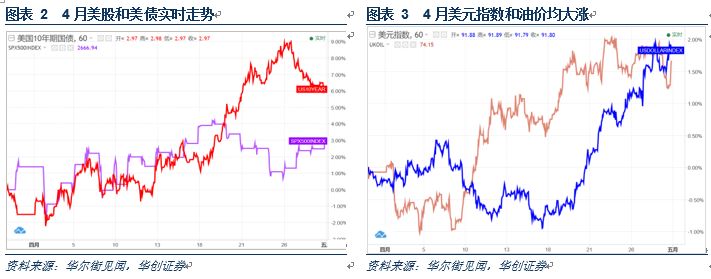 图表 2 4 月美股和美债实时走势
美国10年期国债, 60 开= 2.97 高= 2.98 低= 2.97 收= 2.97
SPX500INDEX 2666.94
实时
9.00%
8.00%
7.00%
US10YEAR
6.00%
5.00%
4.00%
SPX500INDEX
3.00%
2.00%
1.00%
0.00%
-1.00%
-2.00%
四月 5 10 13 18 21 26 五
资料来源：华尔街见闻，华创证券
图表 3 4 月美元指数和油价均大涨
美元指数, 60 开= 91.88 高= 91.89 低= 91.79 收= 91.80
UKOIL 74.15
实时
2.00%
USDOLLARINDEX
1.50%
1.00%
0.50%
0.00%
-0.50%
-1.00%
四月 5 10 13 18 21 26 五月
资料来源：华尔街见闻，华创证券